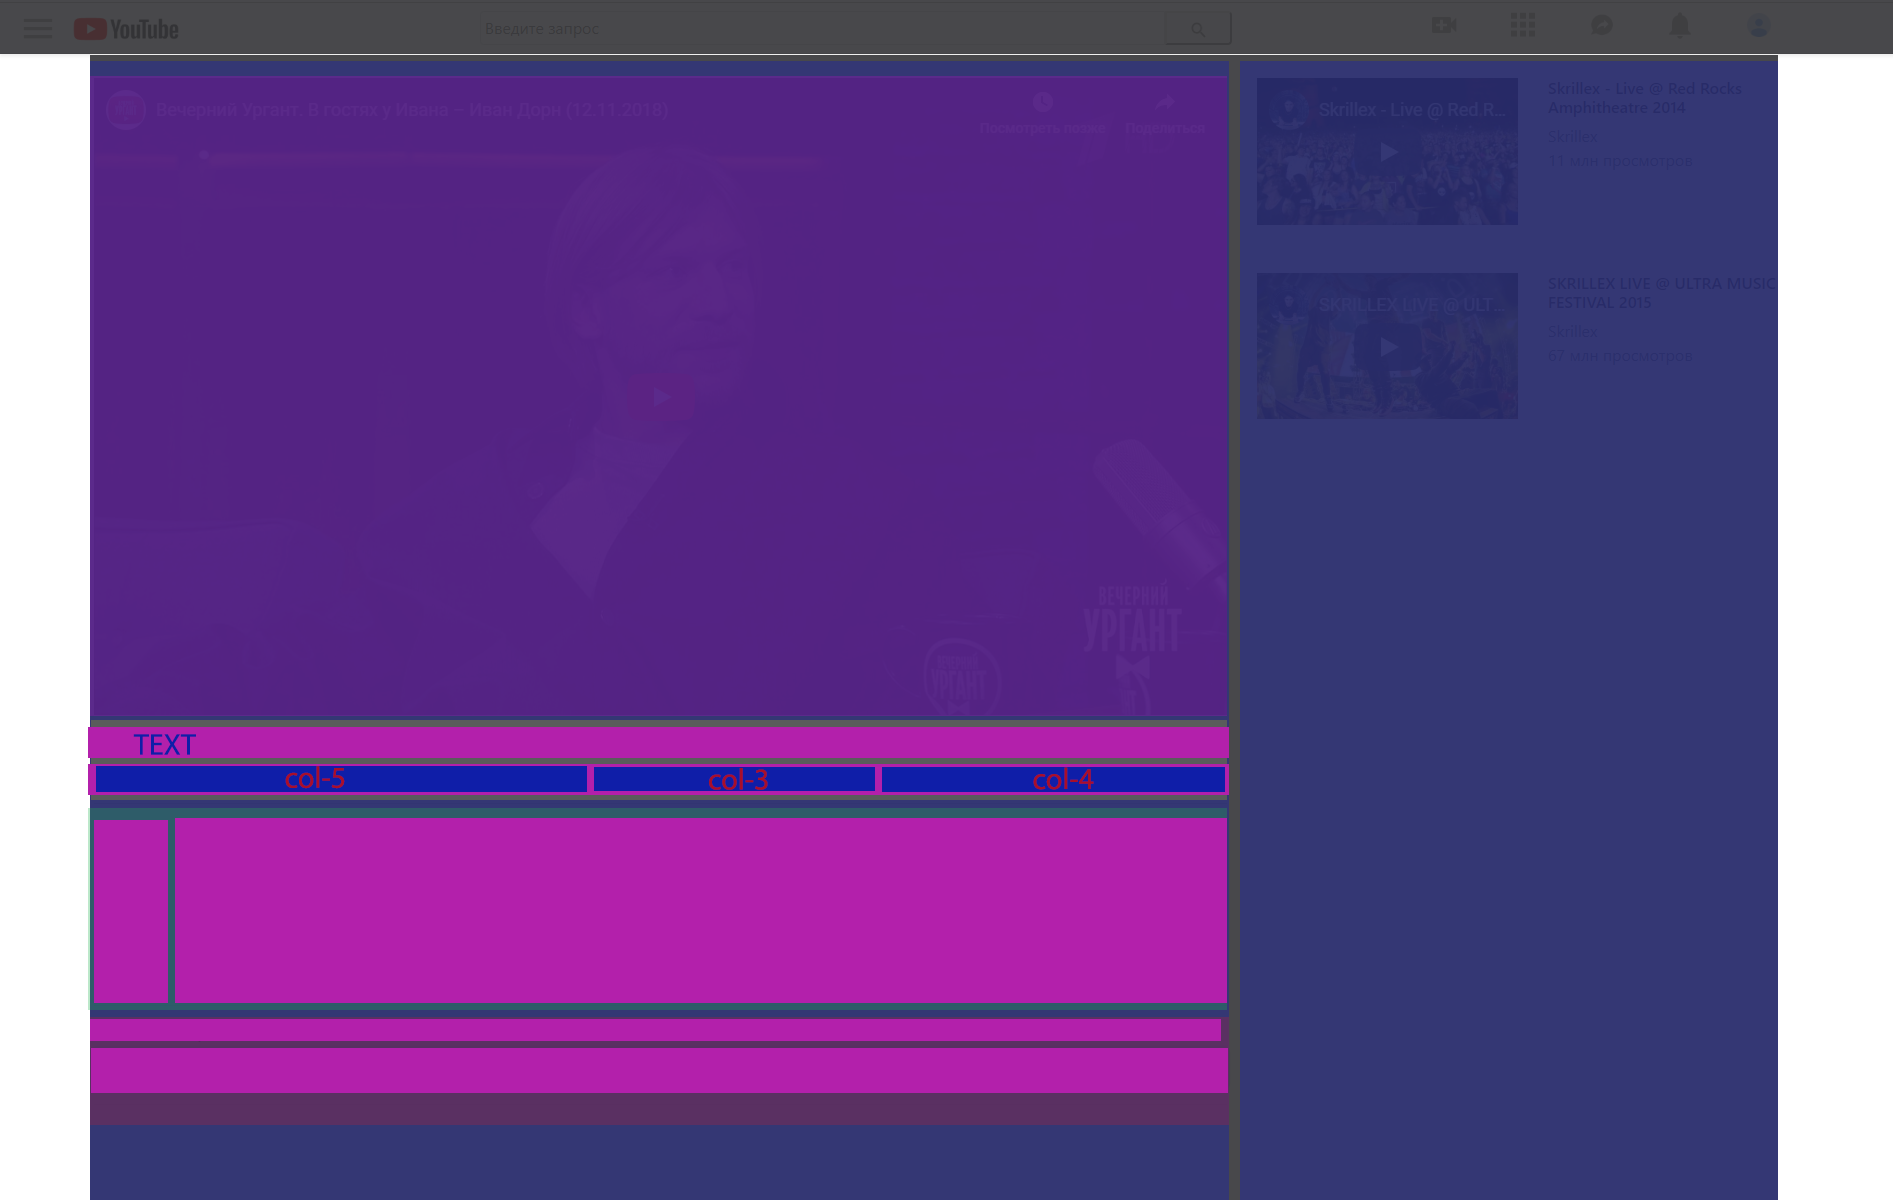 YouTube
Введите запрос
Вечерний Ургант. В гостях у Ивана – Иван Дорн (12.11.2018)
Посмотреть позже
Поделиться
ВЕЧЕРНИЙ
УРГАНТ
ВЕЧЕРНИЙ
УРГАНТ
TEXT
col-5
col-3
col-4
Skrillex - Live @ Red R...
Skrillex - Live @ Red Rocks
Amphitheatre 2014
Skrillex
11 млн просмотров
SKRILLEX LIVE @ ULT...
SKRILLEX LIVE @ ULTRA MUSIC
FESTIVAL 2015
Skrillex
67 млн просмотров